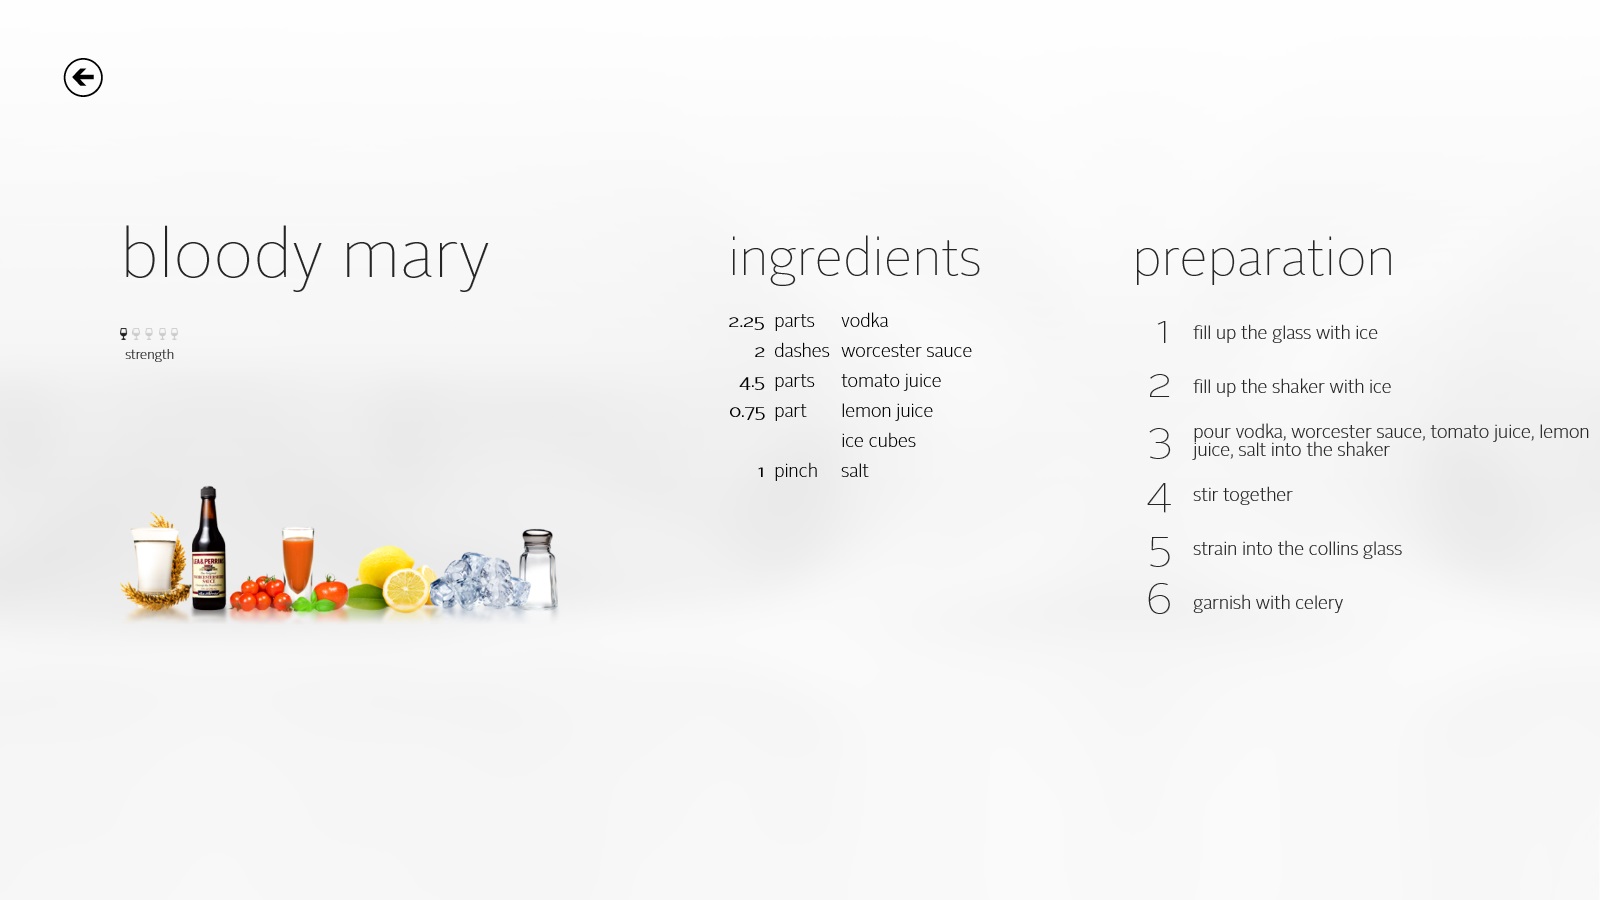 bloody mary
strength
ingredients
2.25 parts vodka
2 dashes worcester sauce
4.5 parts tomato juice
0.75 part lemon juice
ice cubes
1 pinch salt
preparation
1 fill up the glass with ice
2 fill up the shaker with ice
3 pour vodka, worcester sauce, tomato juice, lemon
juice, salt into the shaker
4 stir together
5 strain into the collins glass
6 garnish with celery
LEA & PERRINS